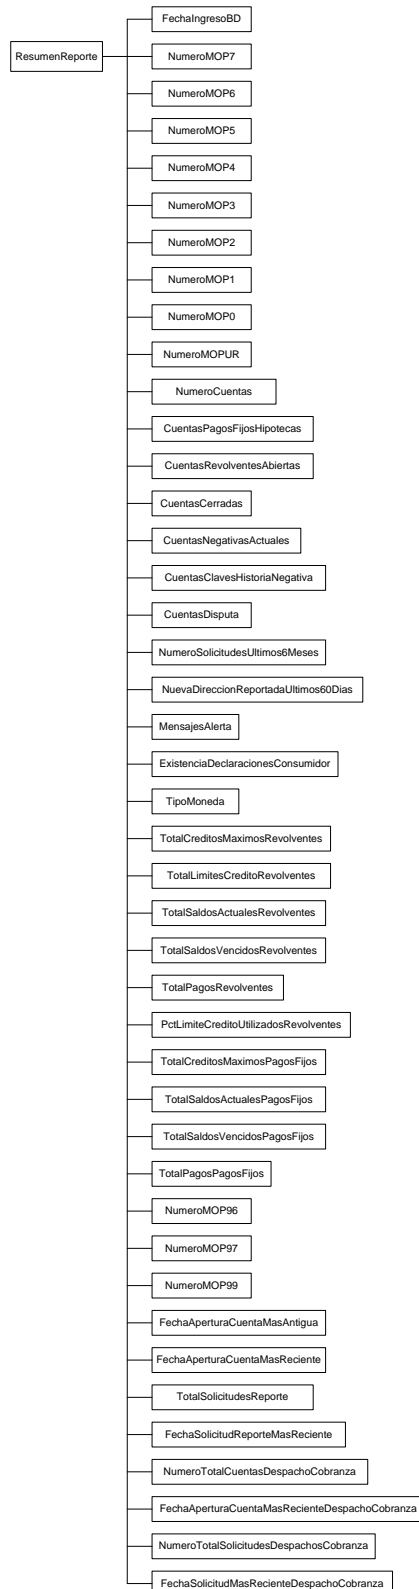 FechaIngresoBD
ResumenReporte
NumeroMOP7
NumeroMOP6
NumeroMOP5
NumeroMOP4
NumeroMOP3
NumeroMOP2
NumeroMOP1
NumeroMOP0
NumeroMOPUR
NumeroCuentas
CuentasPagosFijosHipotecas
CuentasRevolventesAbiertas
CuentasCerradas
CuentasNegativasActuales
CuentasClavesHistoriaNegativa
CuentasDisputa
NumeroSolicitudesUltimos6Meses
NuevaDireccionReportadaUltimos60Dias
MensajesAlerta
ExistenciaDeclaracionesConsumidor
TipoMoneda
TotalCreditosMaximosRevolventes
TotalLimitesCreditoRevolventes
TotalSaldosActualesRevolventes
TotalSaldosVencidosRevolventes
TotalPagosRevolventes
PctLimiteCreditoUtilizadosRevolventes
TotalCreditosMaximosPagosFijos
TotalSaldosActualesPagosFijos
TotalSaldosVencidosPagosFijos
TotalPagosPagosFijos
NumeroMOP96
NumeroMOP97
NumeroMOP99
FechaAperturaCuentaMasAntigua
FechaAperturaCuentaMasReciente
TotalSolicitudesReporte
FechaSolicitudReporteMasReciente
NumeroTotalCuentasDespachoCobranza
FechaAperturaCuentaMasRecienteDespachoCobranza
NumeroTotalSolicitudesDespachosCobranza
FechaSolicitudMasRecienteDespachoCobranza